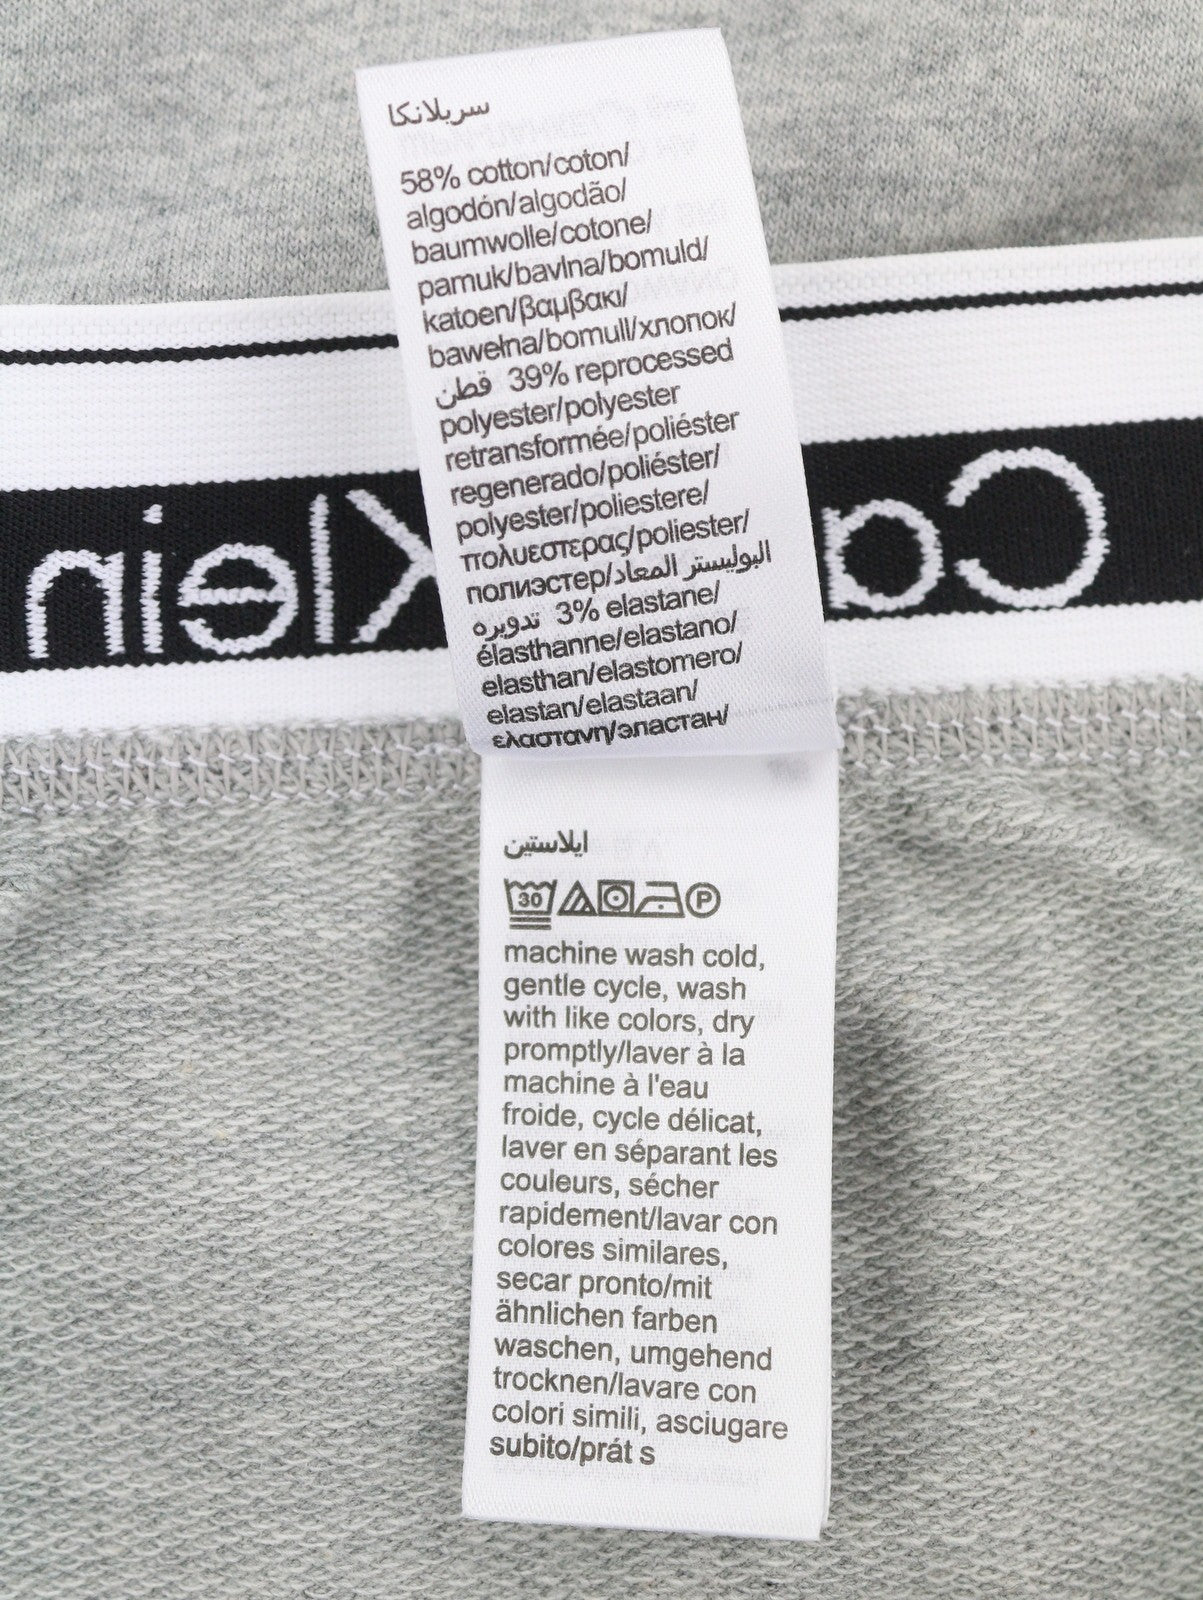 سريلانكا
58% cotton/coton/
algodón/algodão/
baumwolle/cotone/
pamuk/bavlna/bomuld/
katoen/βαμβακι/
bawełna/bomull/хлопок/
قطن 39% reprocessed
polyester/polyester
retransformée/poliéster
regenerado/poliéster/
polyester/poliestere/
πολυεστερας/poliester/
полиэстер/البوليستر المعاد
تدويره 3% elastane/
élasthanne/elastano/
elasthan/elastomero/
elastan/elastaan/
ελαστανη/эластан/
Ca
Klein
ايلاستين
30 P
machine wash cold,
gentle cycle, wash
with like colors, dry
promptly/laver à la
machine à l'eau
froide, cycle délicat,
laver en séparant les
couleurs, sécher
rapidement/lavar con
colores similares,
secar pronto/mit
ähnlichen farben
waschen, umgehend
trocknen/lavare con
colori simili, asciugare
subito/prát s